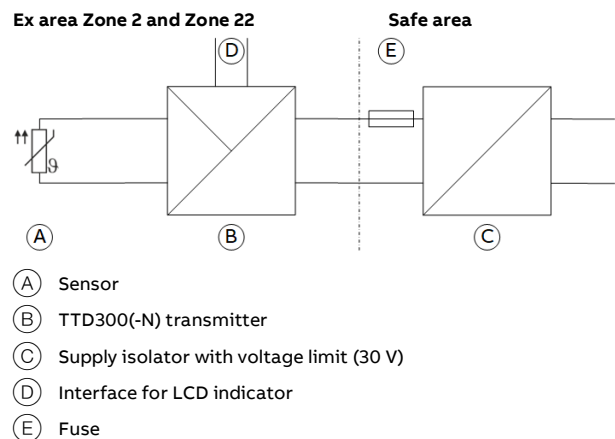 Ex area Zone 2 and Zone 22 Safe area
D E
ϑ
A B C
A Sensor
B TTD300(-N) transmitter
C Supply isolator with voltage limit (30 V)
D Interface for LCD indicator
E Fuse